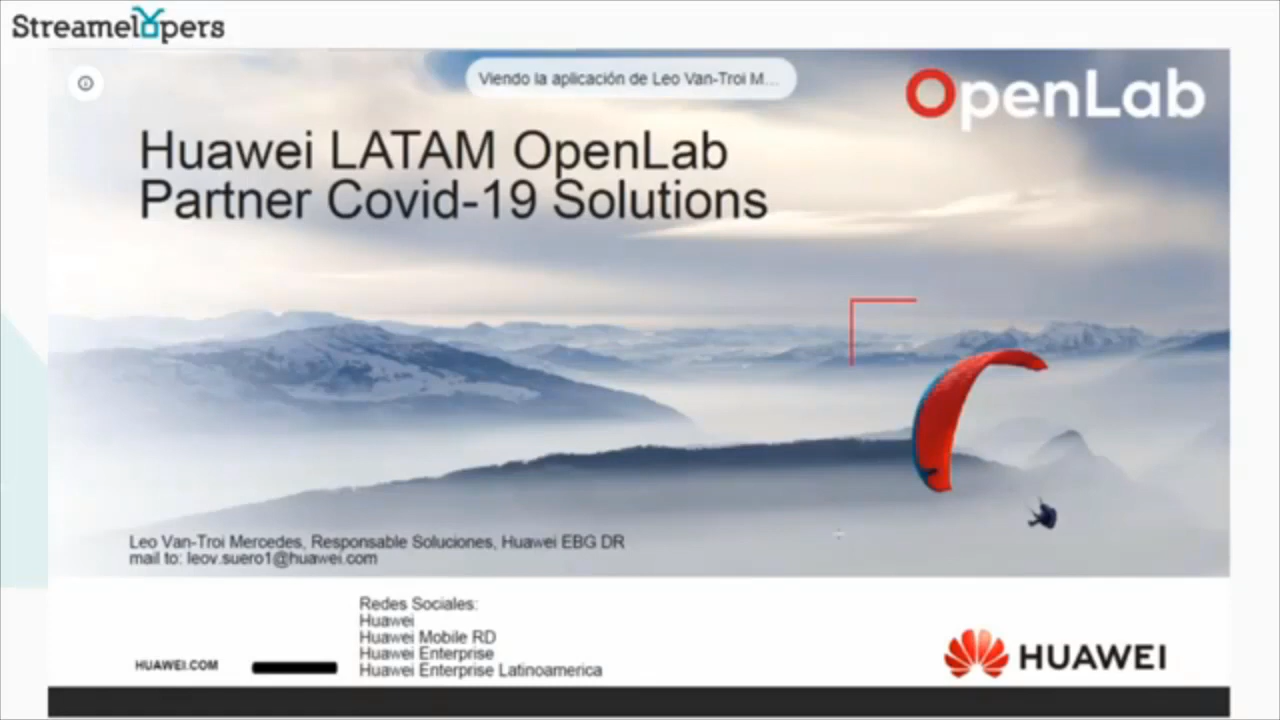 Streamelopers
Viendo la aplicación de Leo Van-Troi M...
OpenLab
Huawei LATAM OpenLab
Partner Covid-19 Solutions
Leo Van-Troi Mercedes, Responsable Soluciones, Huawei EBG DR
mail to: leov.suero1@huawei.com
Redes Sociales:
Huawei
Huawei Mobile RD
Huawei Enterprise
Huawei Enterprise Latinoamerica
HUAWEI.COM
HUAWEI